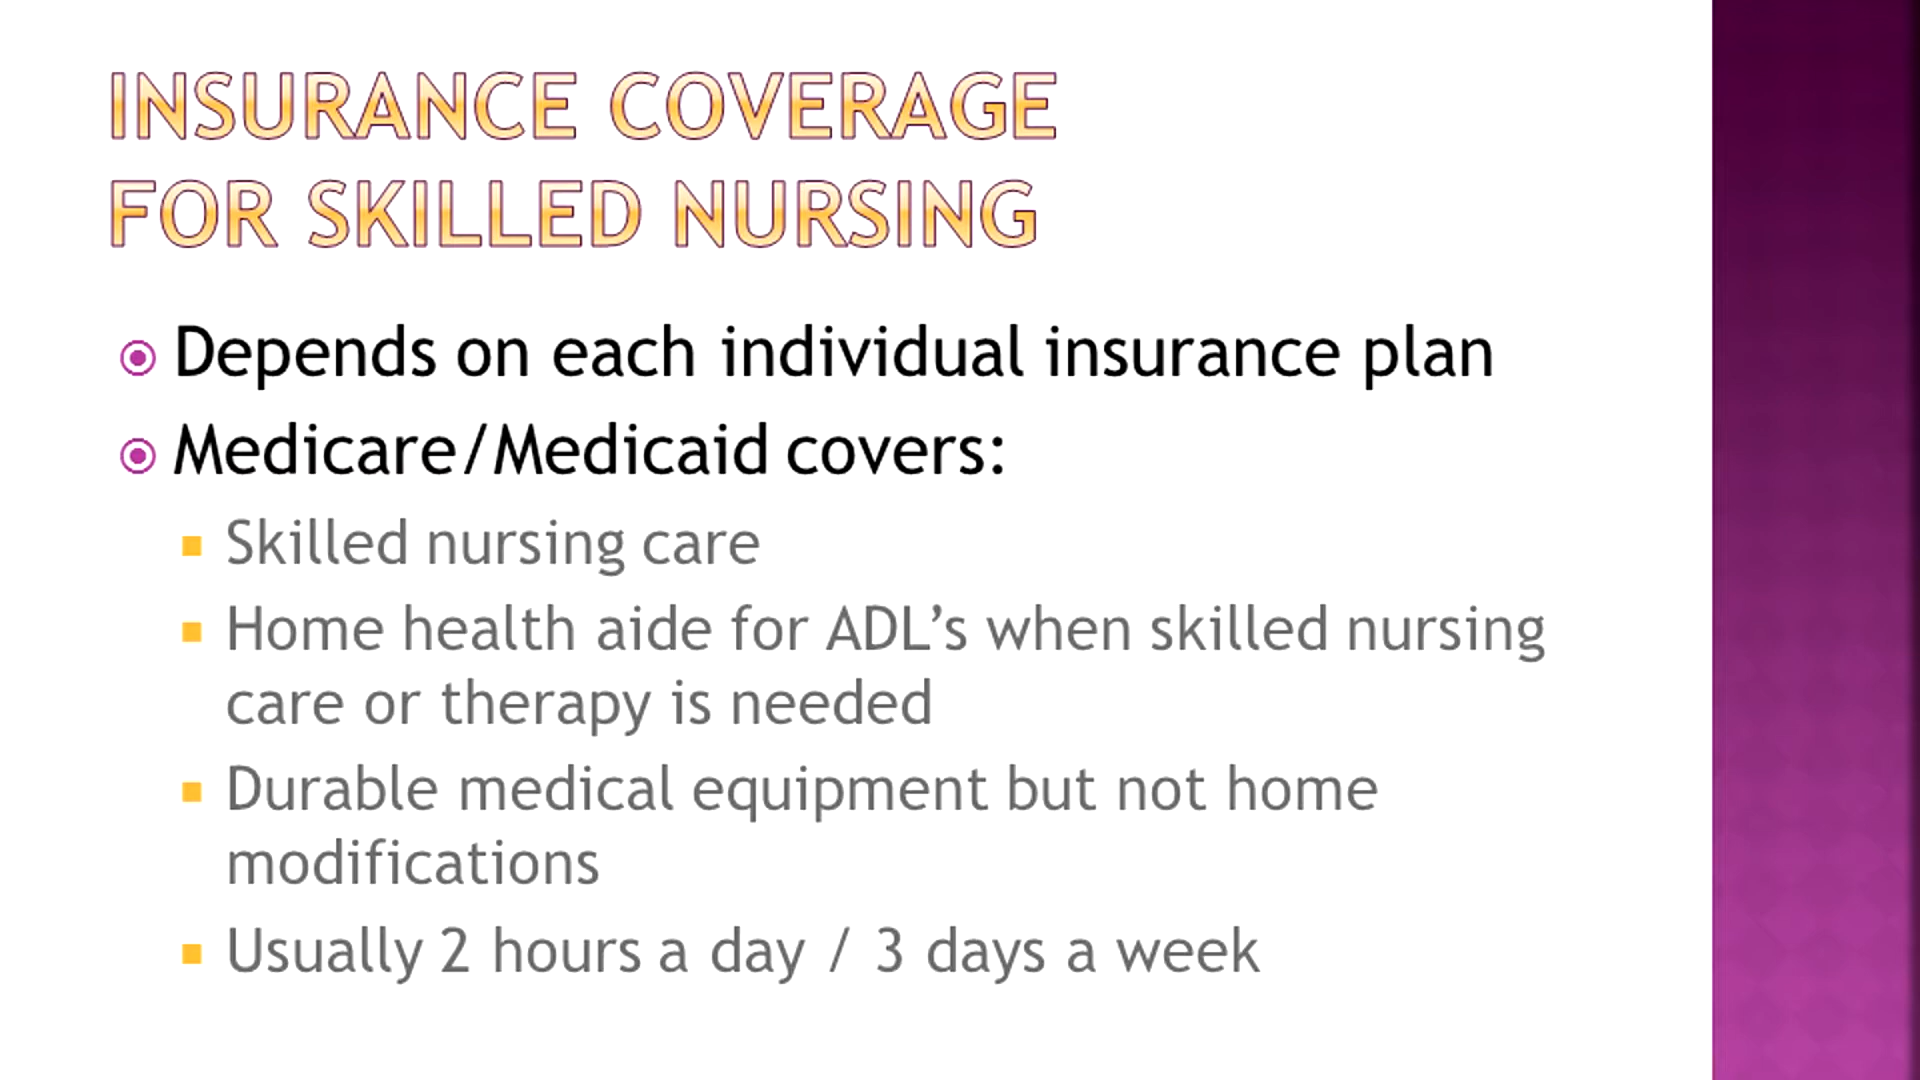 INSURANCE COVERAGE
FOR SKILLED NURSING
Depends on each individual insurance plan
Medicare/Medicaid covers:
Skilled nursing care
Home health aide for ADL’s when skilled nursing
care or therapy is needed
Durable medical equipment but not home
modifications
Usually 2 hours a day / 3 days a week